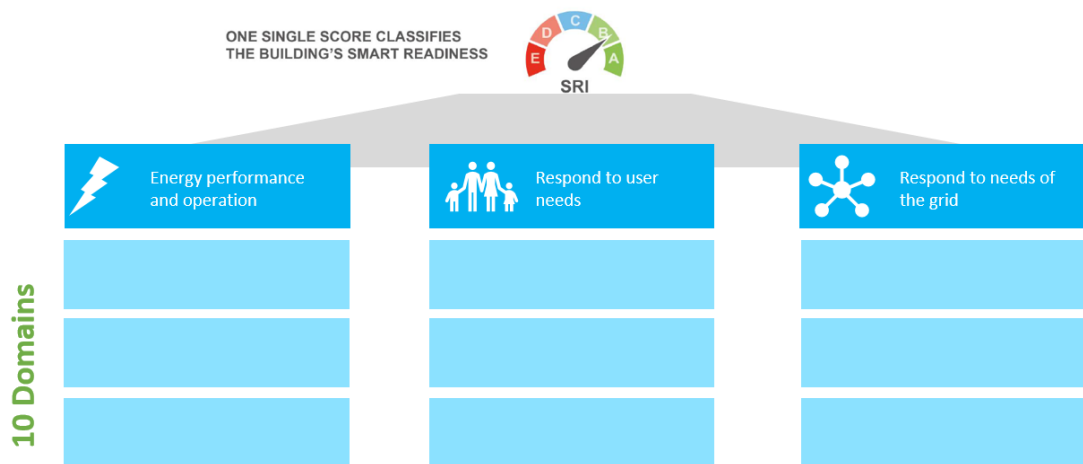 ONE SINGLE SCORE CLASSIFIES
THE BUILDING'S SMART READINESS
E
D
C
B
A
SRI
Energy performance
and operation
Respond to user
needs
Respond to needs of
the grid
10 Domains